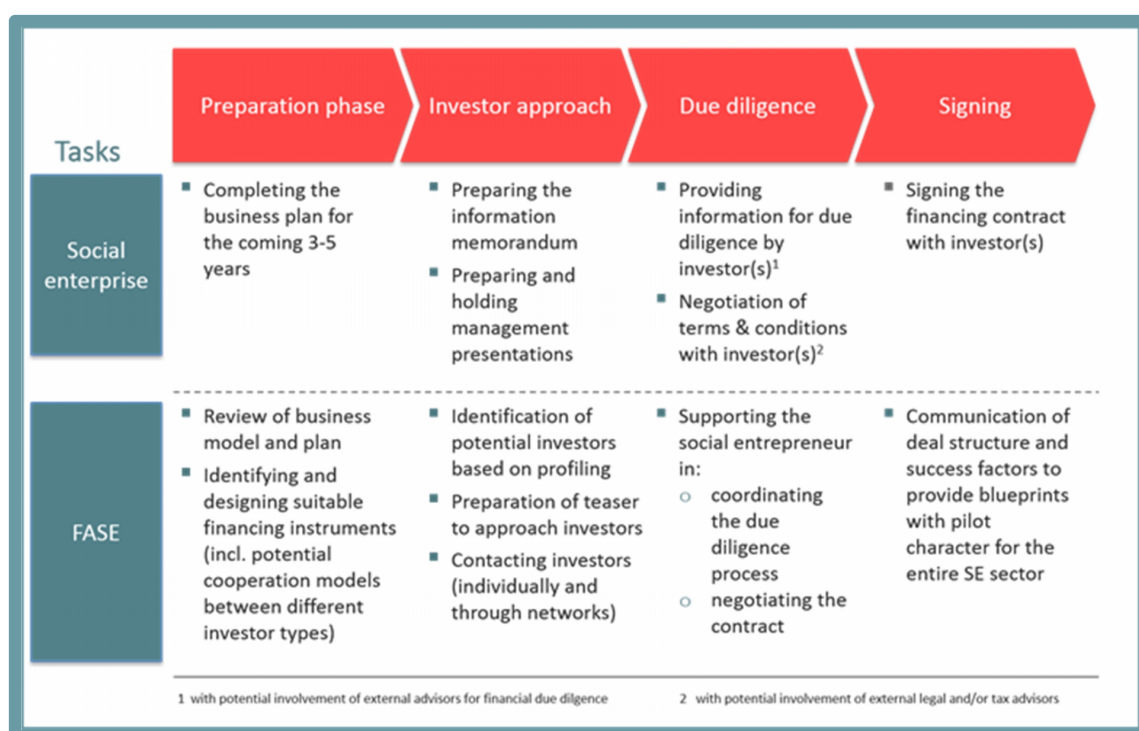 Preparation phase
Investor approach
Due diligence
Signing
Tasks
Social
enterprise
Completing the
business plan for
the coming 3-5
years
Preparing the
information
memorandum
Preparing and
holding
management
presentations
Providing
information for due
diligence by
investor(s)1
Negotiation of
terms & conditions
with investor(s)2
Signing the
financing contract
with investor(s)
FASE
Review of business
model and plan
Identifying and
designing suitable
financing instruments
(incl. potential
cooperation models
between different
investor types)
Identification of
potential investors
based on profiling
Preparation of teaser
to approach investors
Contacting investors
(individually and
through networks)
Supporting the
social entrepreneur
in:
coordinating
the due
diligence
process
negotiating the
contract
Communication of
deal structure and
success factors to
provide blueprints
with pilot
character for the
entire SE sector
1 with potential involvement of external advisors for financial due dilgence
2 with potential involvement of external legal and/or tax advisors